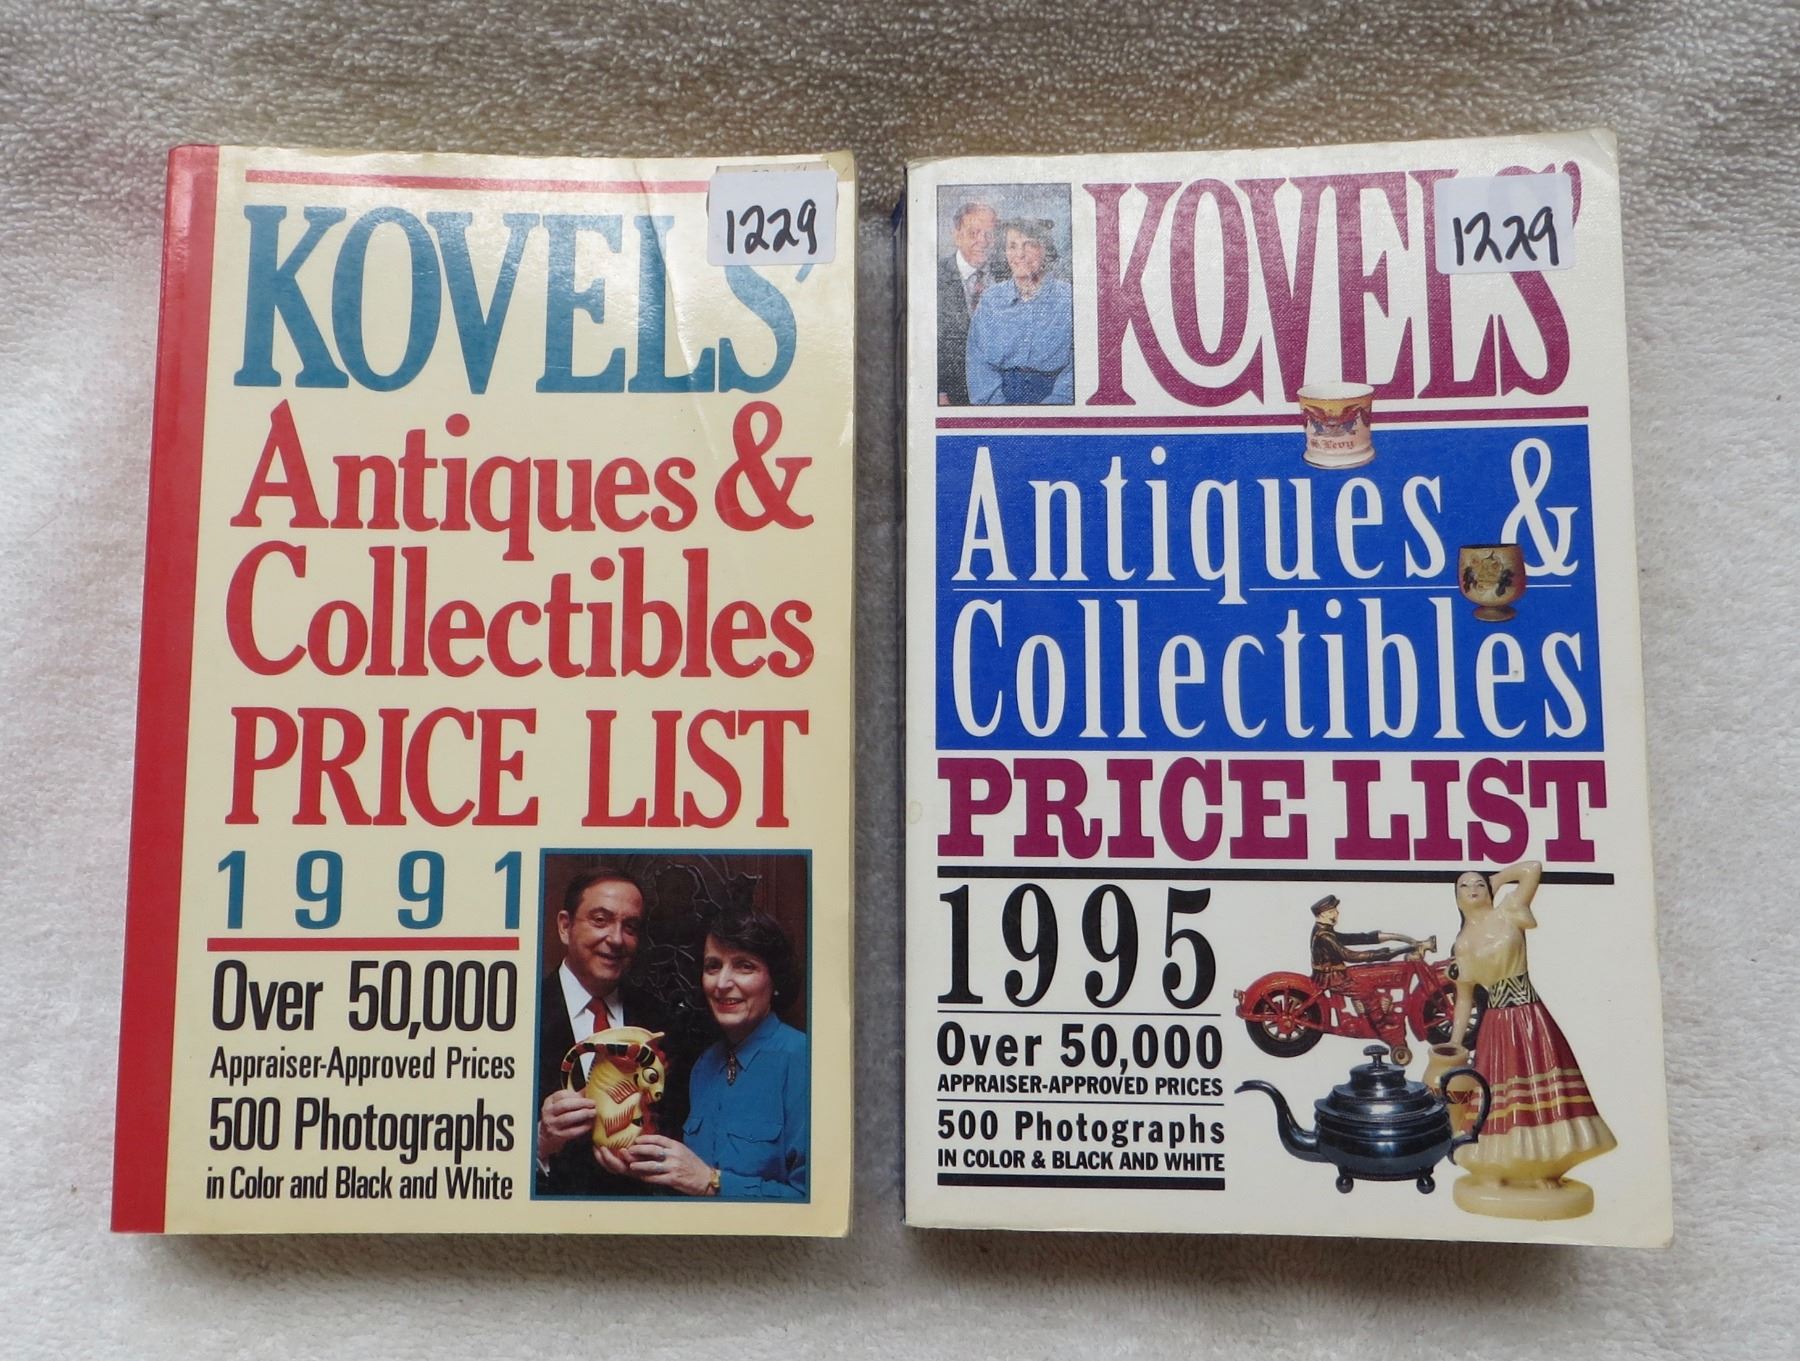 1229
KOVELS'
Antiques &
Collectibles
PRICE LIST
1991
Over 50,000
Appraiser-Approved Prices
500 Photographs
in Color and Black and White
1229
KOVELS'
S. Levy
Antiques &
Collectibles
PRICE LIST
1995
Over 50,000
APPRAISER-APPROVED PRICES
500 Photographs
IN COLOR & BLACK AND WHITE